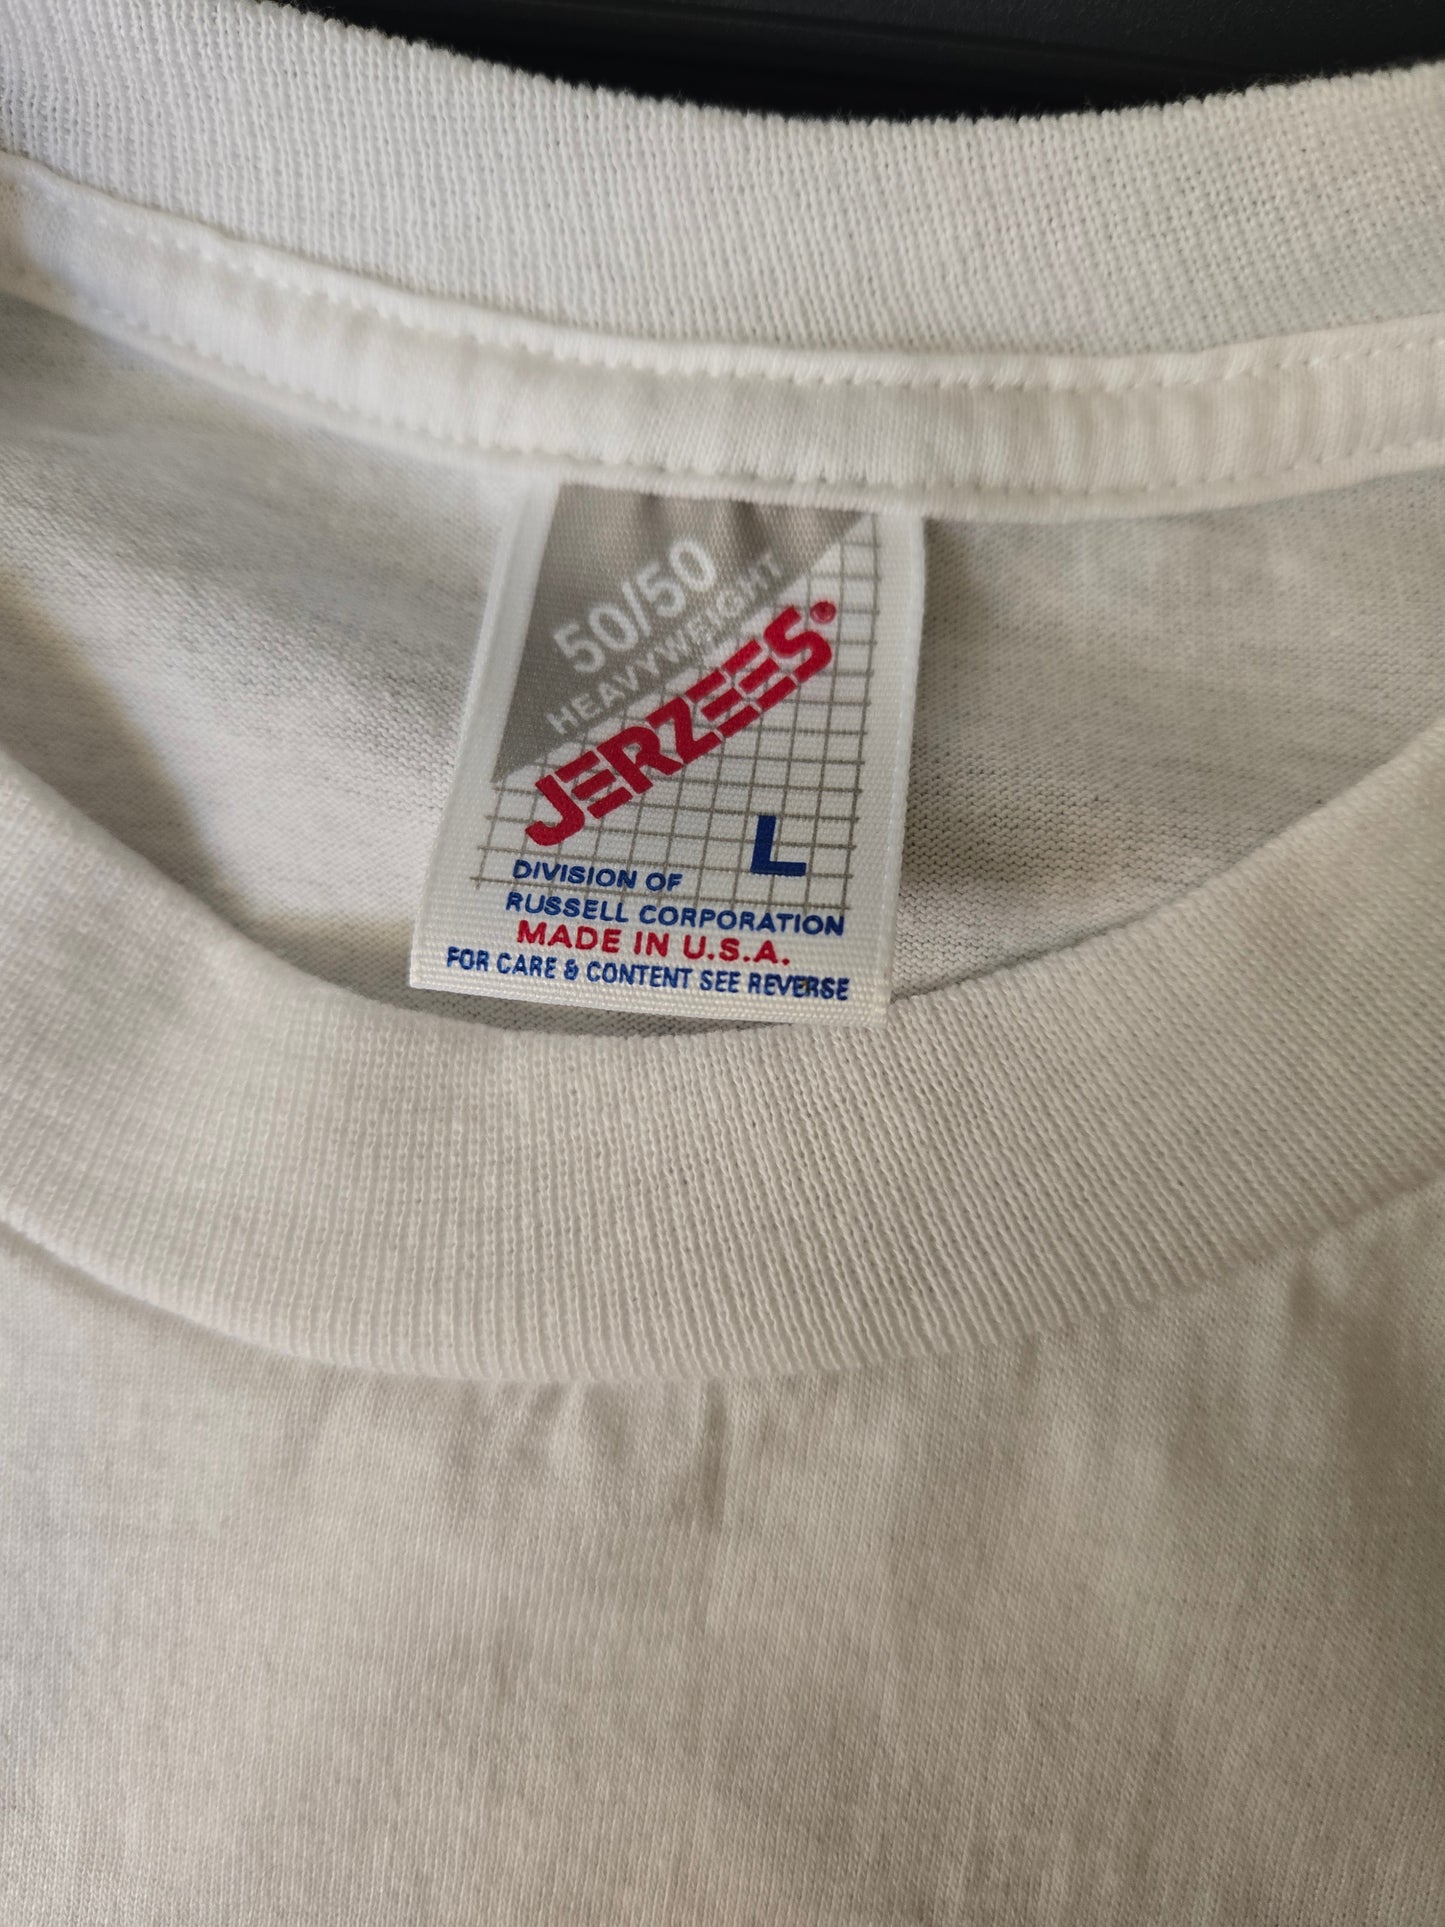 50/50
HEAVYWEIGHT
JERZEES®
L
DIVISION OF
RUSSELL CORPORATION
MADE IN U.S.A.
FOR CARE & CONTENT SEE REVERSE